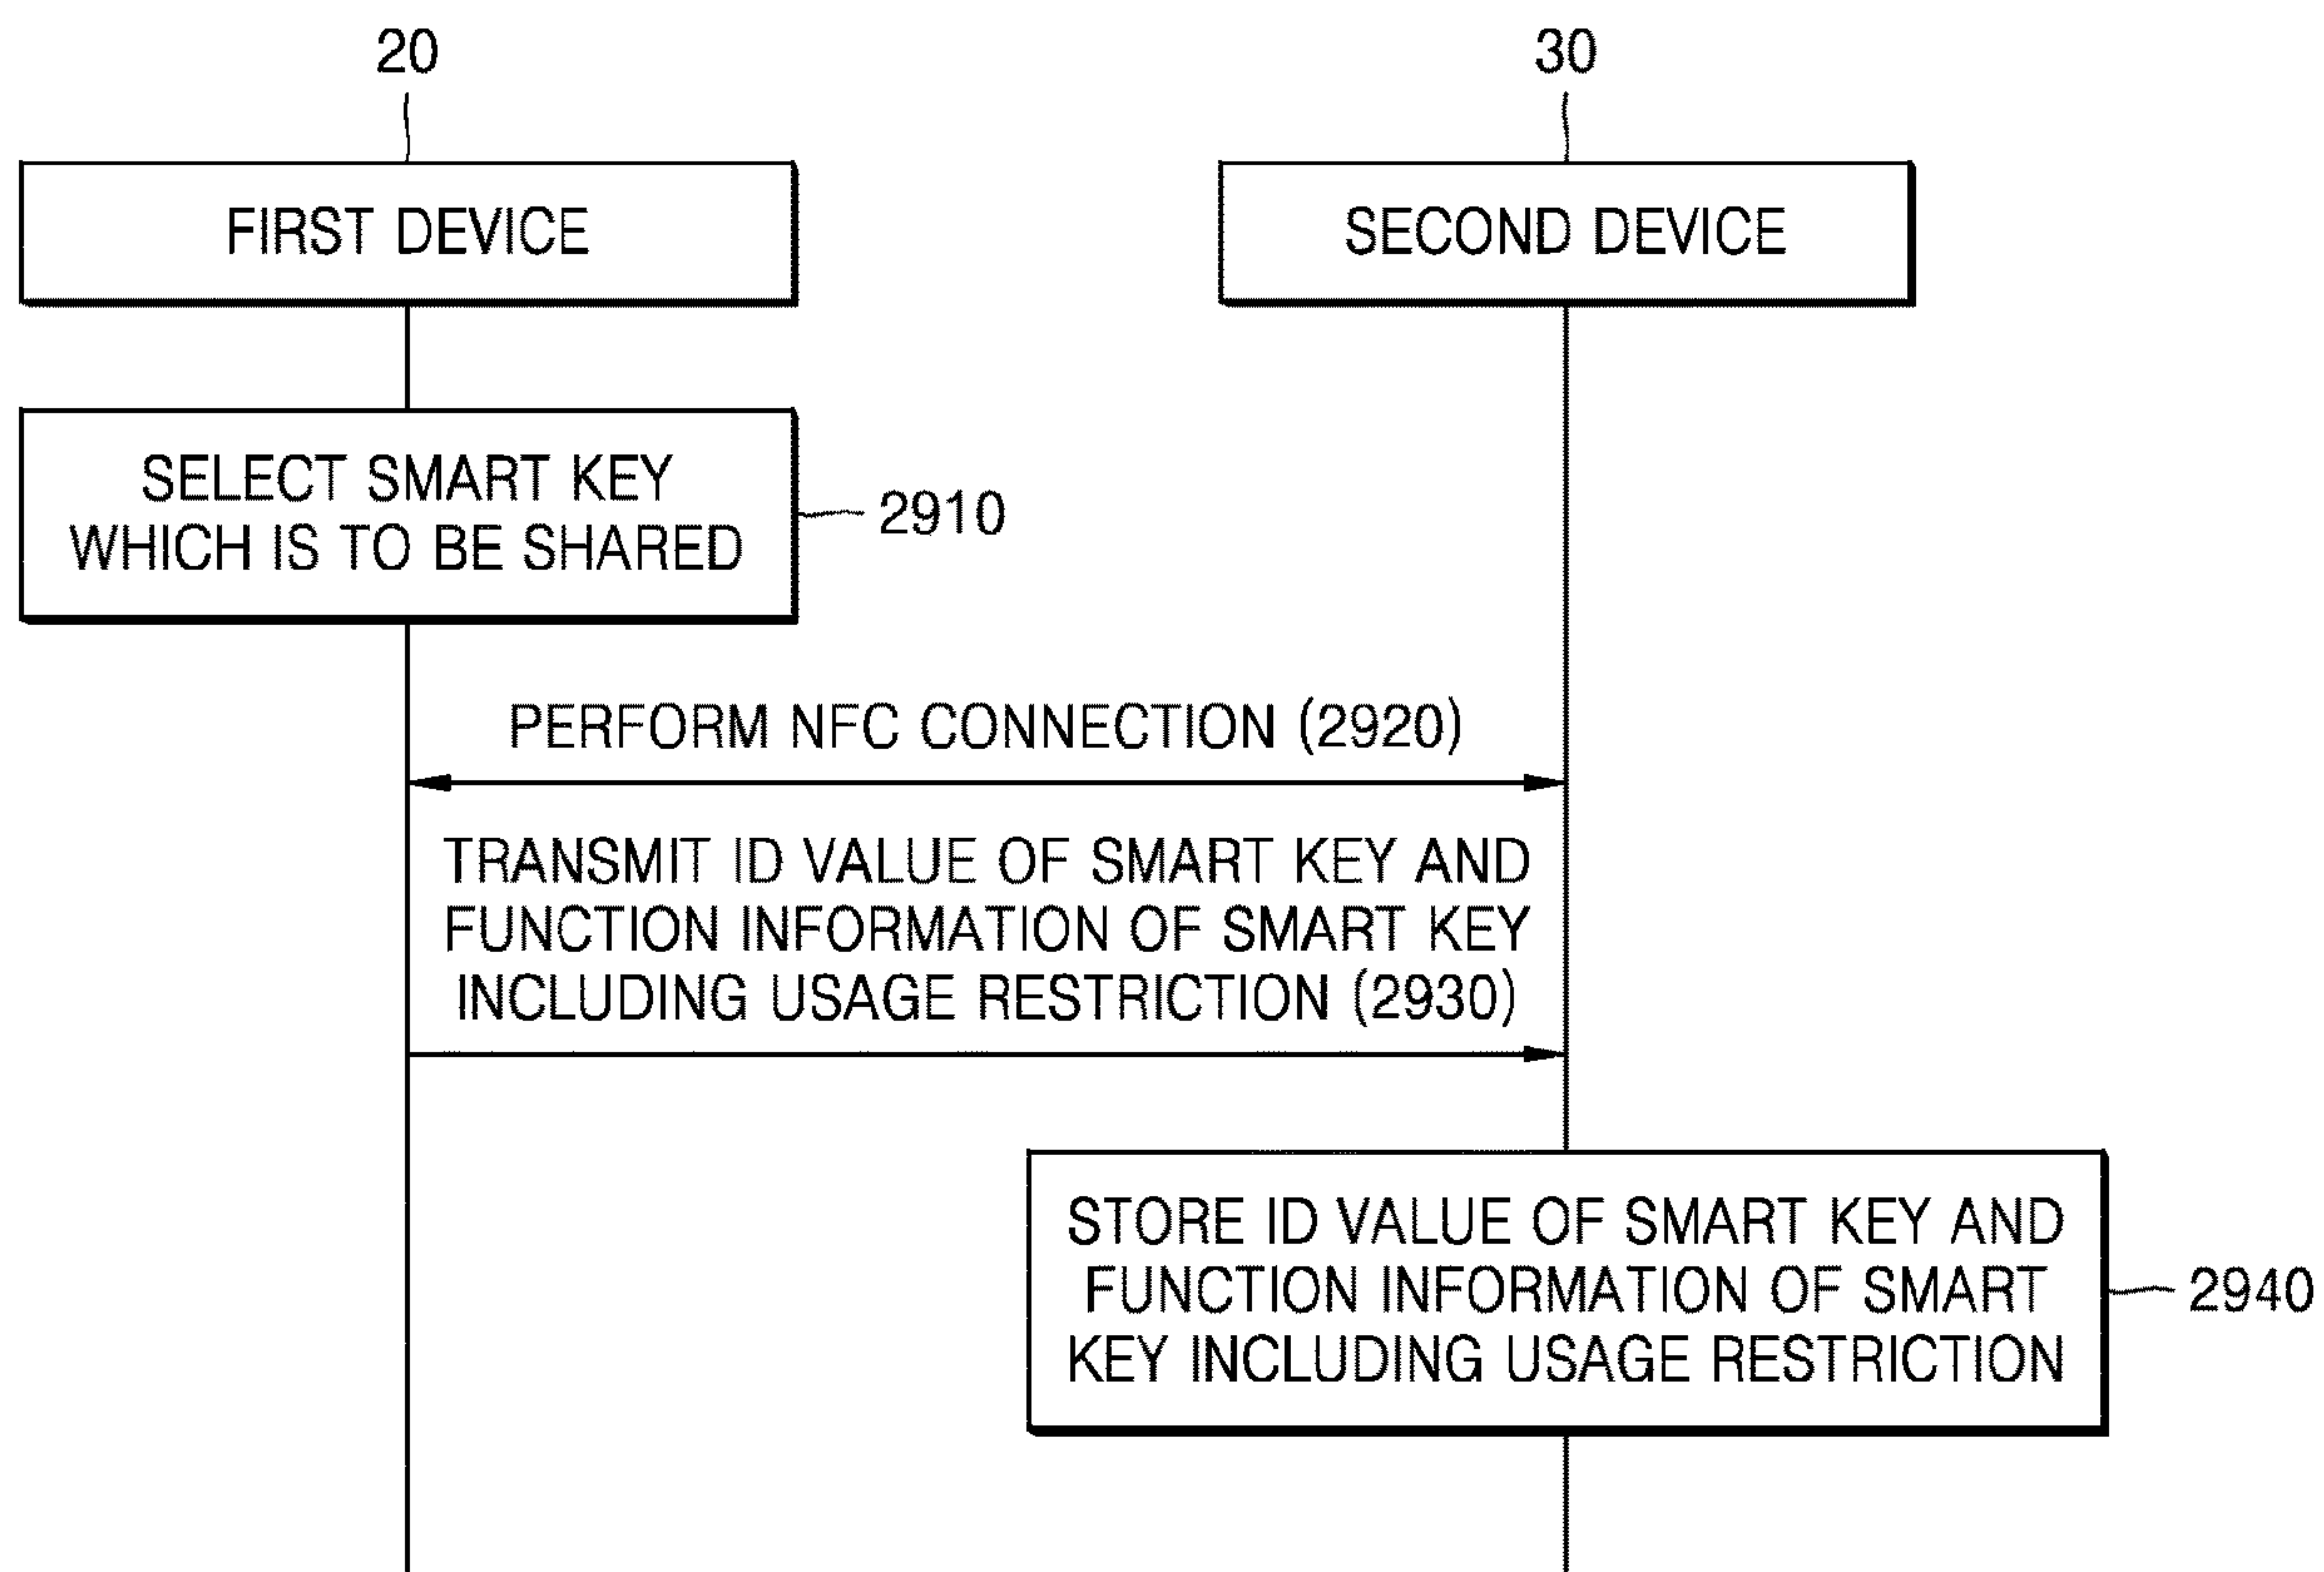 20
30
FIRST DEVICE
SECOND DEVICE
SELECT SMART KEY
WHICH IS TO BE SHARED
2910
PERFORM NFC CONNECTION (2920)
TRANSMIT ID VALUE OF SMART KEY AND
FUNCTION INFORMATION OF SMART KEY
INCLUDING USAGE RESTRICTION (2930)
STORE ID VALUE OF SMART KEY AND
FUNCTION INFORMATION OF SMART
KEY INCLUDING USAGE RESTRICTION
2940